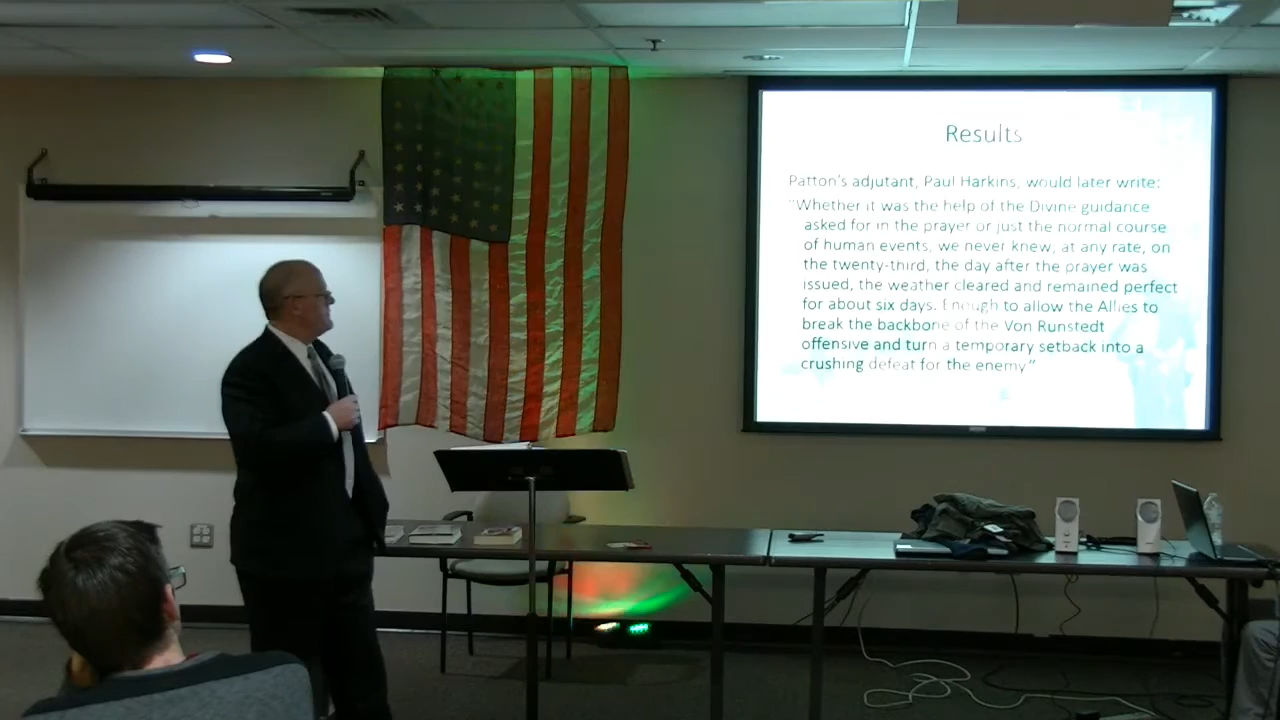 Results
Patton's adjutant, Paul Harkins, would later write:
"Whether it was the help of the Divine guidance
asked for in the prayer or just the normal course
of human events, we never knew, at any rate, on
the twenty-third, the day after the prayer was
issued, the weather cleared and remained perfect
for about six days. Enough to allow the Allies to
break the backbone of the Von Runstedt
offensive and turn a temporary setback into a
crushing defeat for the enemy"